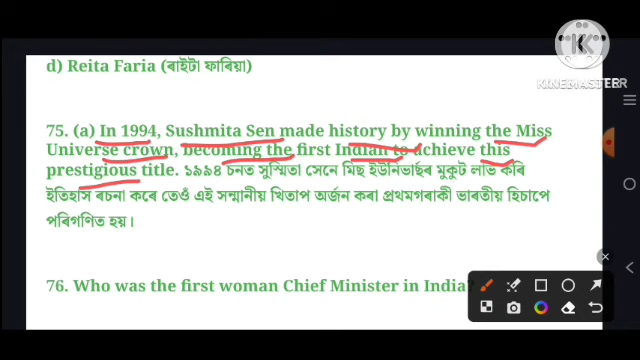 d) Reita Faria (ৰাইটা ফাৰিয়া)
KINEMASTER
75. (a) In 1994, Sushmita Sen made history by winning the Miss
Universe crown, becoming the first Indian to achieve this
prestigious title. ১৯৯৪ চনত সুস্মিতা সেনে মিছ ইউনিভাৰ্ছৰ মুকুট লাভ কৰি
ইতিহাস ৰচনা কৰে তেওঁ এই সন্মানীয় খিতাপ অৰ্জন কৰা প্ৰথমগৰাকী ভাৰতীয় হিচাপে
পৰিগণিত হয়।
76. Who was the first woman Chief Minister in India?